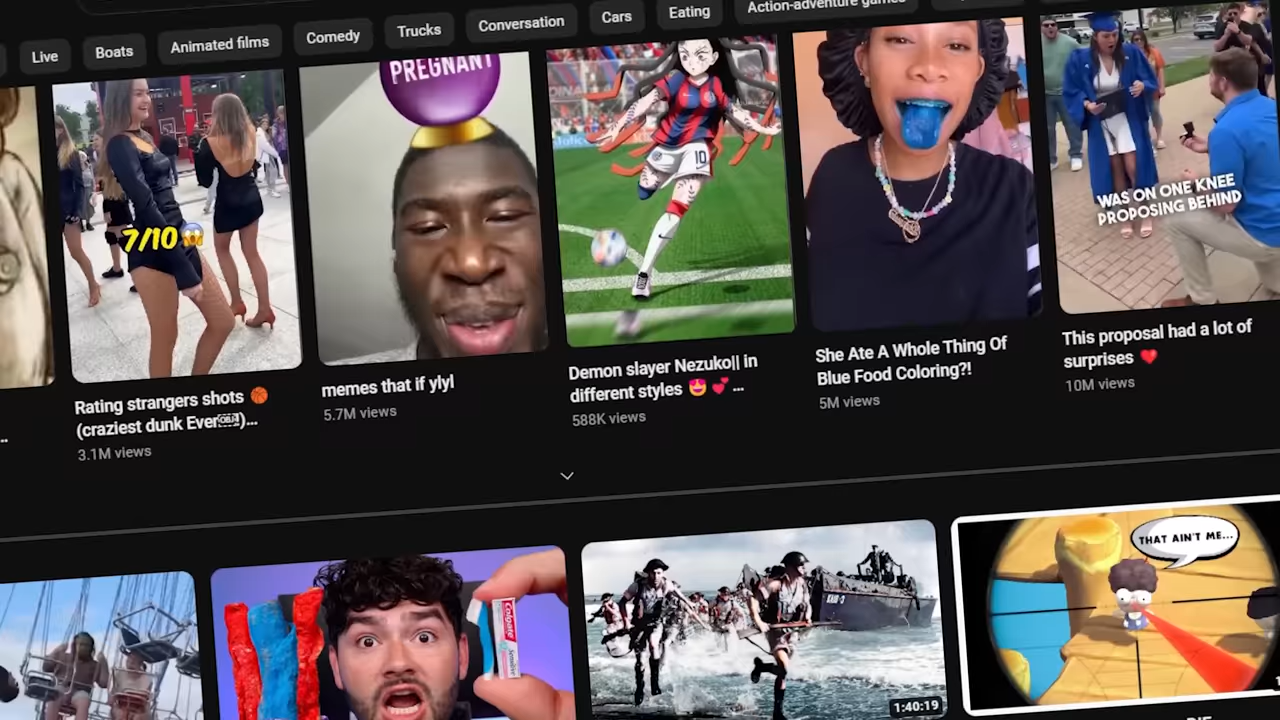 Live
Boats
Animated films
Comedy
Trucks
Conversation
Cars
Eating
Action-adventure games
PREGNANT
10
7/10
WAS ON ONE KNEE
PROPOSING BEHIND
Rating strangers shots 🏀
(craziest dunk Ever)...
3.1M views
memes that if ylyl
5.7M views
Demon slayer Nezuko|| in
different styles 😍 💕 ...
588K views
She Ate A Whole Thing Of
Blue Food Coloring?!
5M views
This proposal had a lot of
surprises ❤️
10M views
...
Colgate
THAT AIN'T ME...
1:40:19